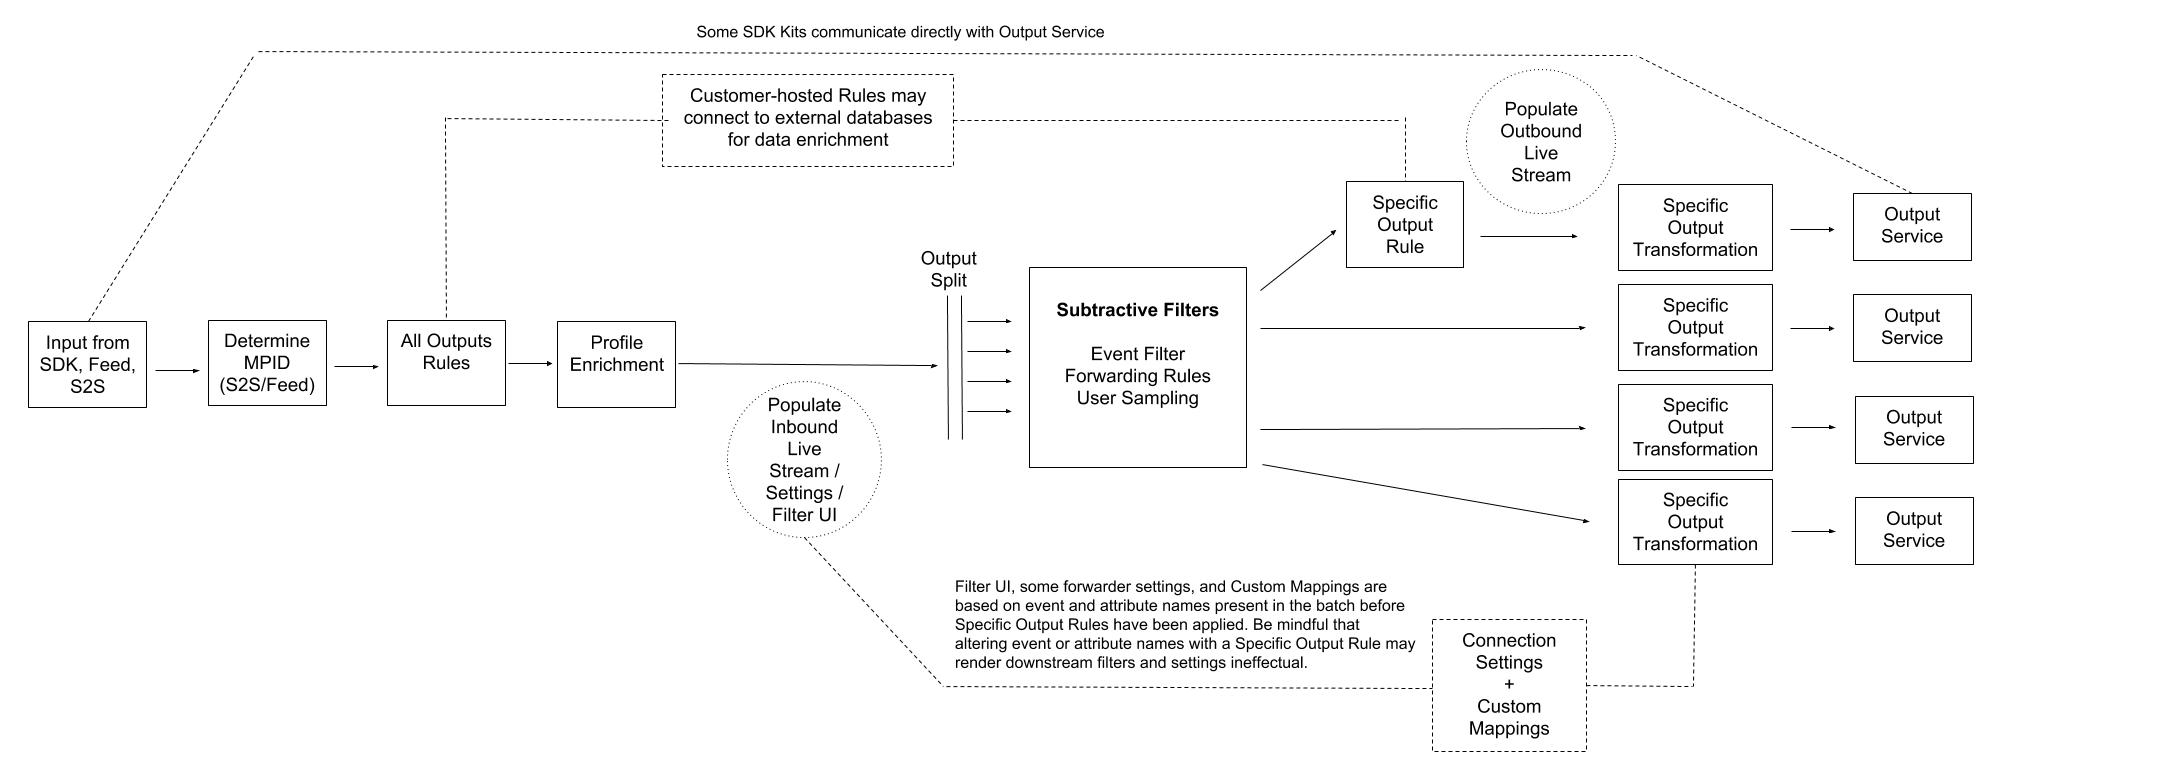 Some SDK Kits communicate directly with Output Service
Customer-hosted Rules may
connect to external databases
for data enrichment
Populate
Outbound
Live
Stream
Input from
SDK, Feed,
S2S
Determine
MPID
(S2S/Feed)
All Outputs
Rules
Profile
Enrichment
Populate
Inbound
Live
Stream /
Settings /
Filter UI
Output
Split
Subtractive Filters
Event Filter
Forwarding Rules
User Sampling
Specific
Output
Rule
Specific
Output
Transformation
Output
Service
Specific
Output
Transformation
Output
Service
Specific
Output
Transformation
Output
Service
Specific
Output
Transformation
Output
Service
Filter UI, some forwarder settings, and Custom Mappings are
based on event and attribute names present in the batch before
Specific Output Rules have been applied. Be mindful that
altering event or attribute names with a Specific Output Rule may
render downstream filters and settings ineffectual.
Connection
Settings
+
Custom
Mappings